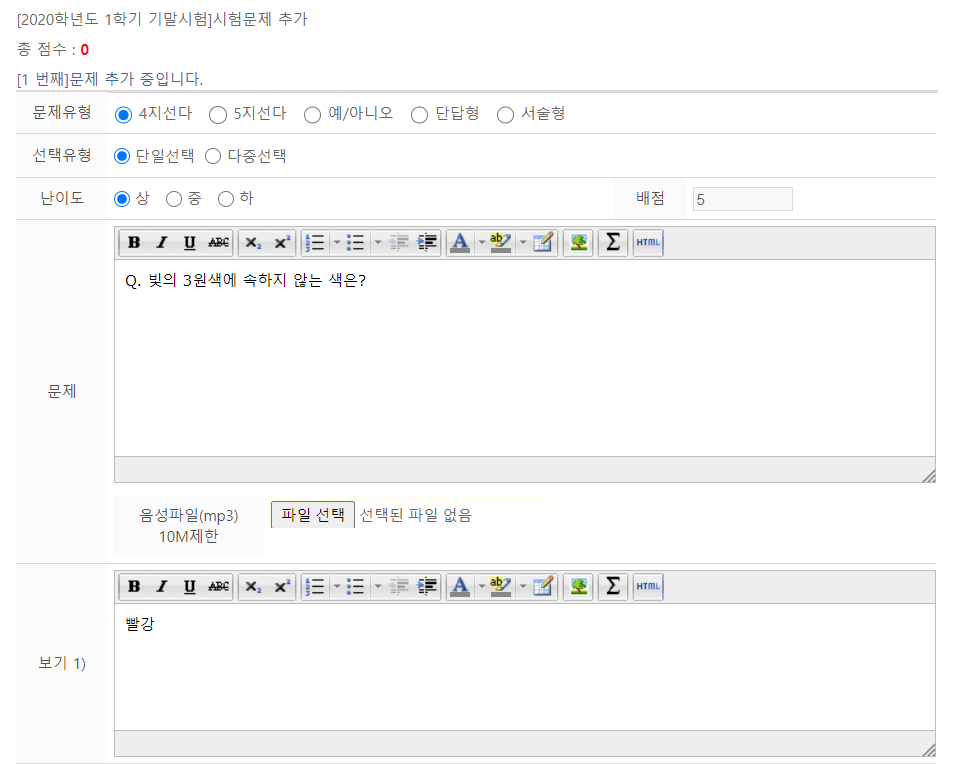 [2020학년도 1학기 기말시험]시험문제 추가
총 점수 : 0
[1 번째]문제 추가 중입니다.
문제유형 4지선다 5지선다 예/아니오 단답형 서술형
선택유형 단일선택 다중선택
난이도 상 중 하 배점 5
B I U ABC X₂ X² A ab Σ HTML
Q. 빛의 3원색에 속하지 않는 색은?
문제
음성파일(mp3) 파일 선택 선택된 파일 없음
10M제한
B I U ABC X₂ X² A ab Σ HTML
빨강
보기 1)